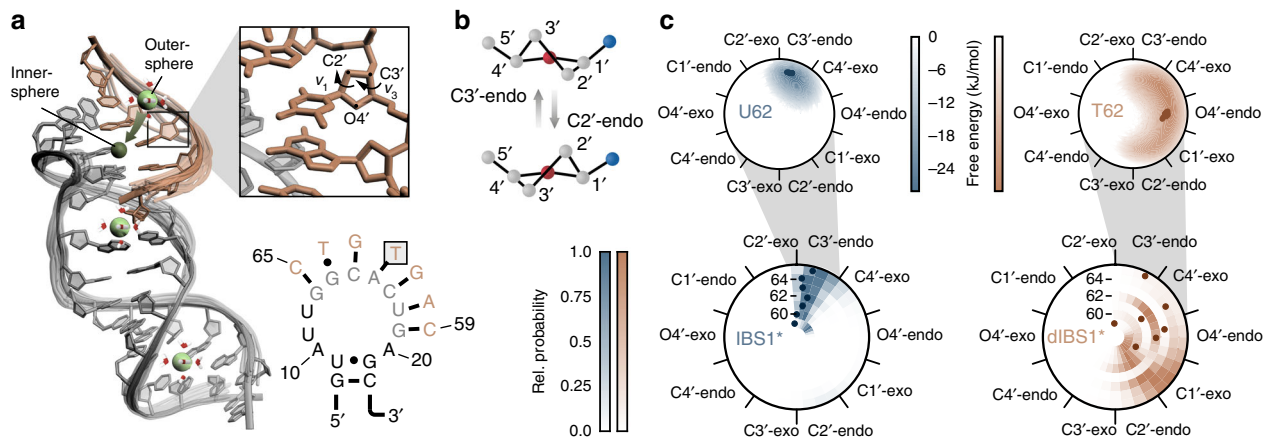 a
Outer-
sphere
Inner-
sphere
C2′
C3′
ν1
ν3
O4′
65
C
T
G
T
G
A
C
59
G
G
C
A
C
U
G
A
20
U
U
A
10
U
G
G
C
5′
3′
b
5′
3′
4′
2′
1′
C3′-endo
C2′-endo
5′
2′
4′
3′
1′
Rel. probability
1.0
0.75
0.5
0.25
0.0
c
C2′-exo
C3′-endo
C1′-endo
C4′-exo
O4′-exo
U62
O4′-endo
C4′-endo
C1′-exo
C3′-exo
C2′-endo
0
−6
−12
−18
−24
Free energy (kJ/mol)
C2′-exo
C3′-endo
C1′-endo
C4′-exo
O4′-exo
T62
O4′-endo
C4′-endo
C1′-exo
C3′-exo
C2′-endo
C2′-exo
C3′-endo
C1′-endo
C4′-exo
64
62
60
O4′-exo
IBS1*
O4′-endo
C4′-endo
C1′-exo
C3′-exo
C2′-endo
C2′-exo
C3′-endo
C1′-endo
C4′-exo
64
62
60
O4′-exo
dIBS1*
O4′-endo
C4′-endo
C1′-exo
C3′-exo
C2′-endo